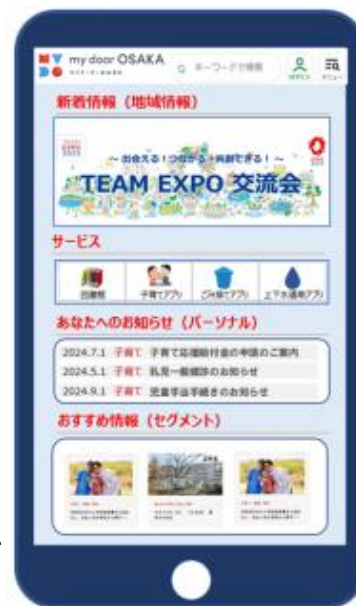 my door OSAKA
キーワードで検索
新着情報（地域情報）
EXPO
～ 出会える！つながる！共創できる！ ～
TEAM EXPO 交流会
サービス
図書館
子育てアプリ
ごみ捨てアプリ
上下水道局アプリ
あなたへのお知らせ（パーソナル）
2024.7.1 子育て 子育て応援給付金の申請のご案内
2024.5.1 子育て 乳児一般健診のお知らせ
2024.9.1 子育て 児童手当手続きのお知らせ
おすすめ情報（セグメント）